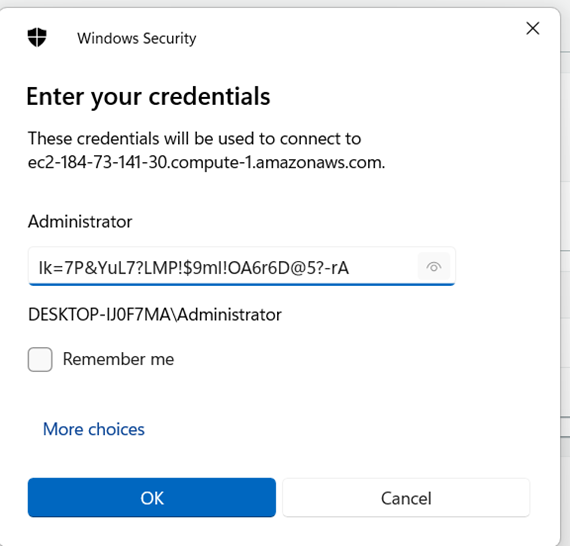 Windows Security
Enter your credentials
These credentials will be used to connect to
ec2-184-73-141-30.compute-1.amazonaws.com.
Administrator
Ik=7P&YuL7?LMP!$9mI!OA6r6D@5?-rA
DESKTOP-IJ0F7MA\Administrator
Remember me
More choices
OK
Cancel